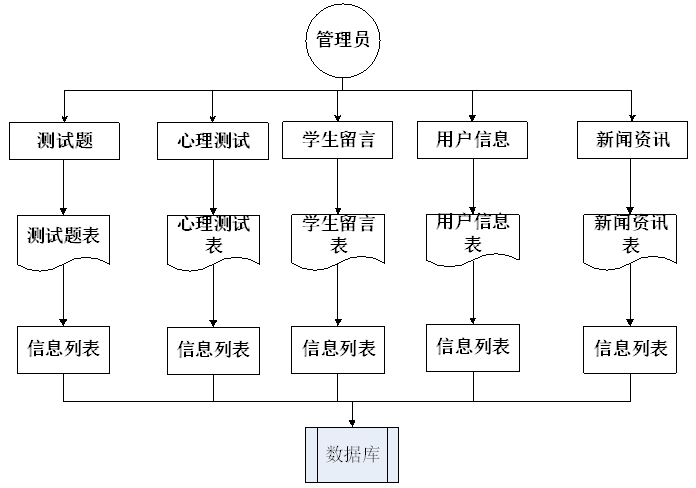 管理员
测试题
心理测试
学生留言
用户信息
新闻资讯
测试题表
心理测试
表
学生留言
表
用户信息
表
新闻资讯
表
信息列表
信息列表
信息列表
信息列表
信息列表
数据库